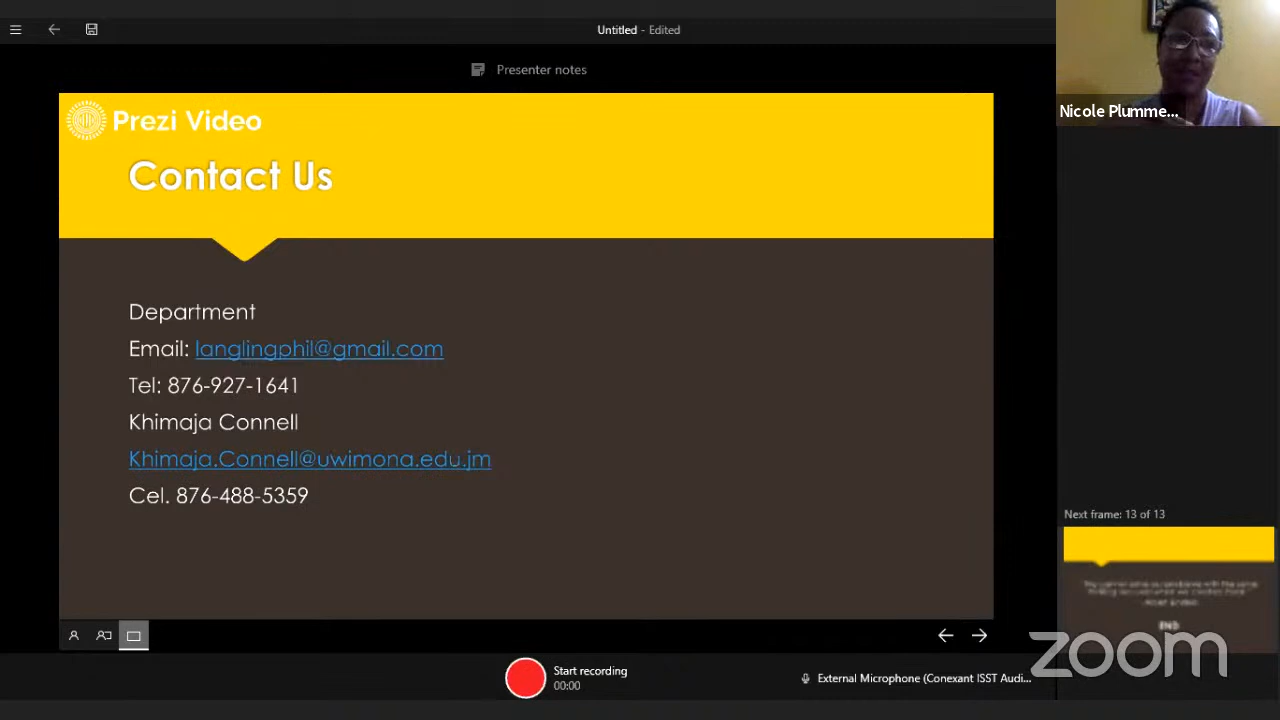 Untitled - Edited
Presenter notes
Prezi Video
Contact Us
Department
Email: langlingphil@gmail.com
Tel: 876-927-1641
Khimaja Connell
Khimaja.Connell@uwimona.edu.jm
Cel. 876-488-5359
Nicole Plumme...
Next frame: 13 of 13
END
Start recording
00:00
External Microphone (Conexant ISST Audi...
zoom